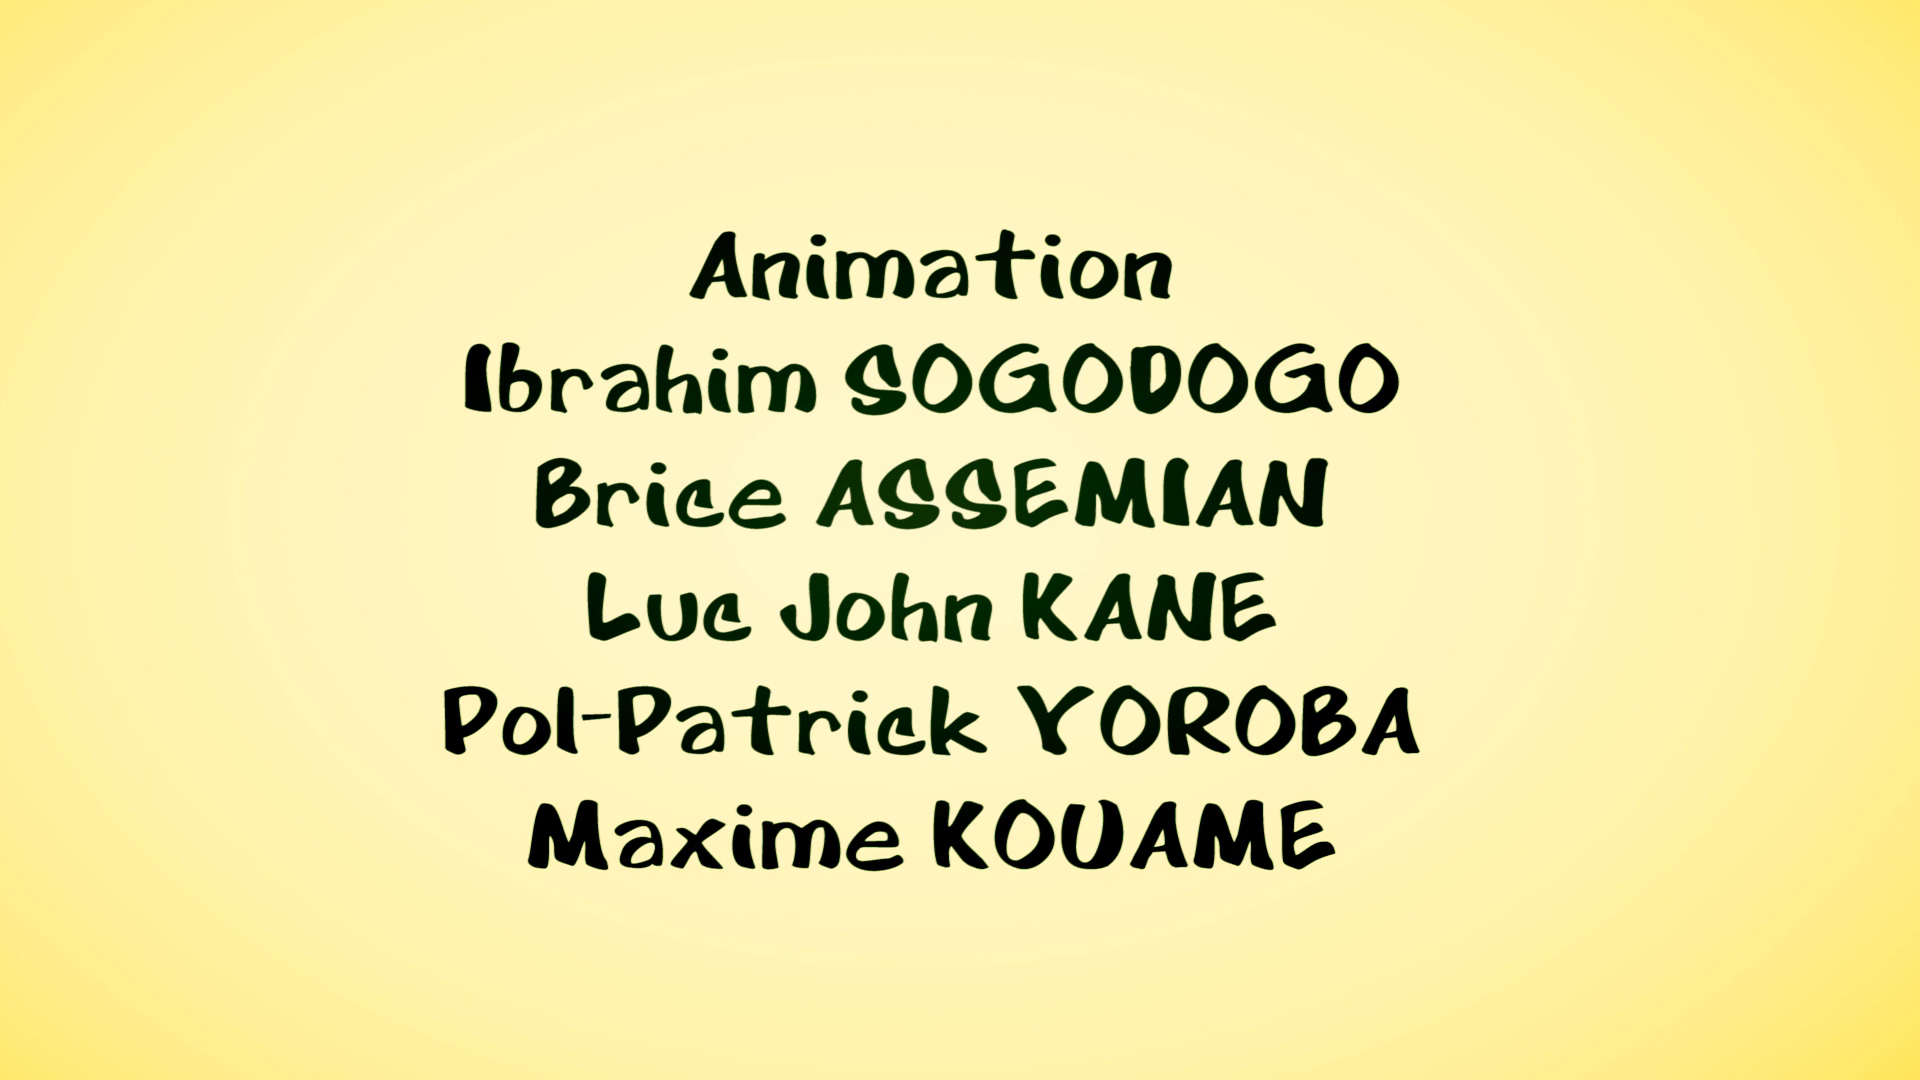 Animation
Ibrahim SOGODOGO
Brice ASSEMIAN
Luc John KANE
Pol-Patrick YOROBA
Maxime KOUAME